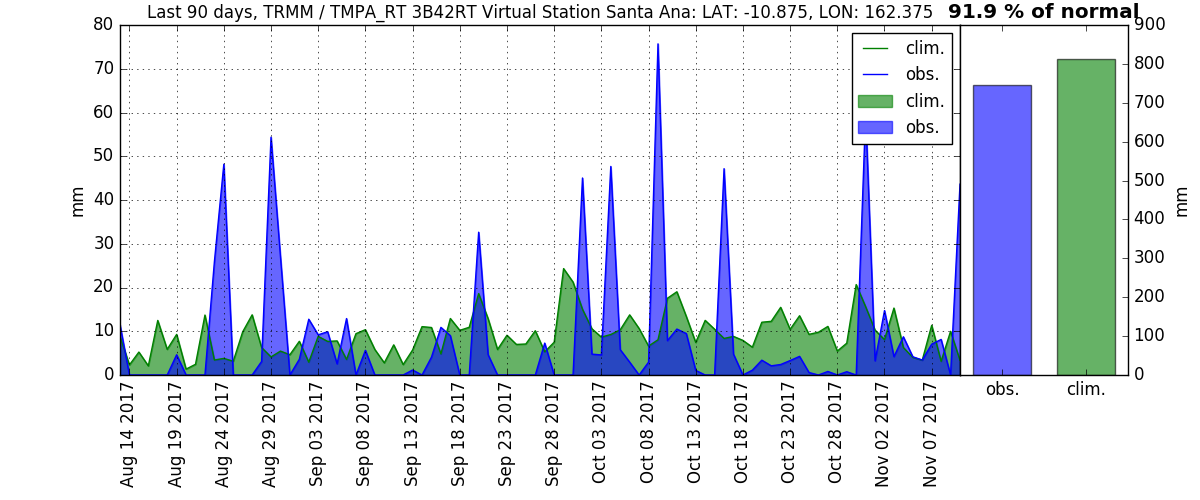 Last 90 days, TRMM / TMPA_RT 3B42RT Virtual Station Santa Ana: LAT: -10.875, LON: 162.375 91.9 % of normal
80
70
60
50
40
30
20
10
0
mm
clim.
obs.
clim.
obs.
900
800
700
600
500
400
300
200
100
0
mm
Aug 14 2017
Aug 19 2017
Aug 24 2017
Aug 29 2017
Sep 03 2017
Sep 08 2017
Sep 13 2017
Sep 18 2017
Sep 23 2017
Sep 28 2017
Oct 03 2017
Oct 08 2017
Oct 13 2017
Oct 18 2017
Oct 23 2017
Oct 28 2017
Nov 02 2017
Nov 07 2017
obs.
clim.